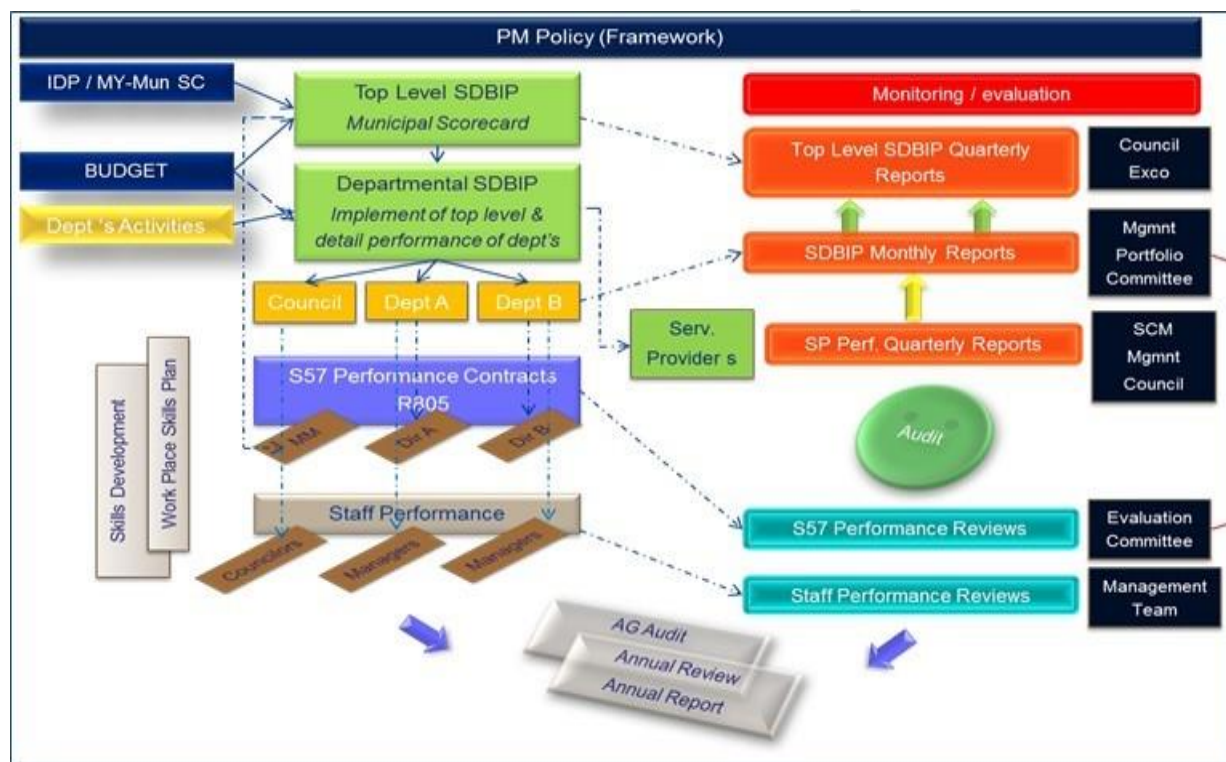 PM Policy (Framework)
IDP / MY-Mun SC
BUDGET
Dept 's Activities
Top Level SDBIP
Municipal Scorecard
Departmental SDBIP
Implement of top level &
detail performance of dept's
Council
Dept A
Dept B
Serv.
Provider s
S57 Performance Contracts
R805
MM
Dir A
Dir B
Staff Performance
Councilors
Managers
Managers
Skills Development
Work Place Skills Plan
Monitoring / evaluation
Top Level SDBIP Quarterly
Reports
Council
Exco
SDBIP Monthly Reports
Mgmnt
Portfolio
Committee
SP Perf. Quarterly Reports
SCM
Mgmnt
Council
Audit
S57 Performance Reviews
Evaluation
Committee
Staff Performance Reviews
Management
Team
AG Audit
Annual Review
Annual Report